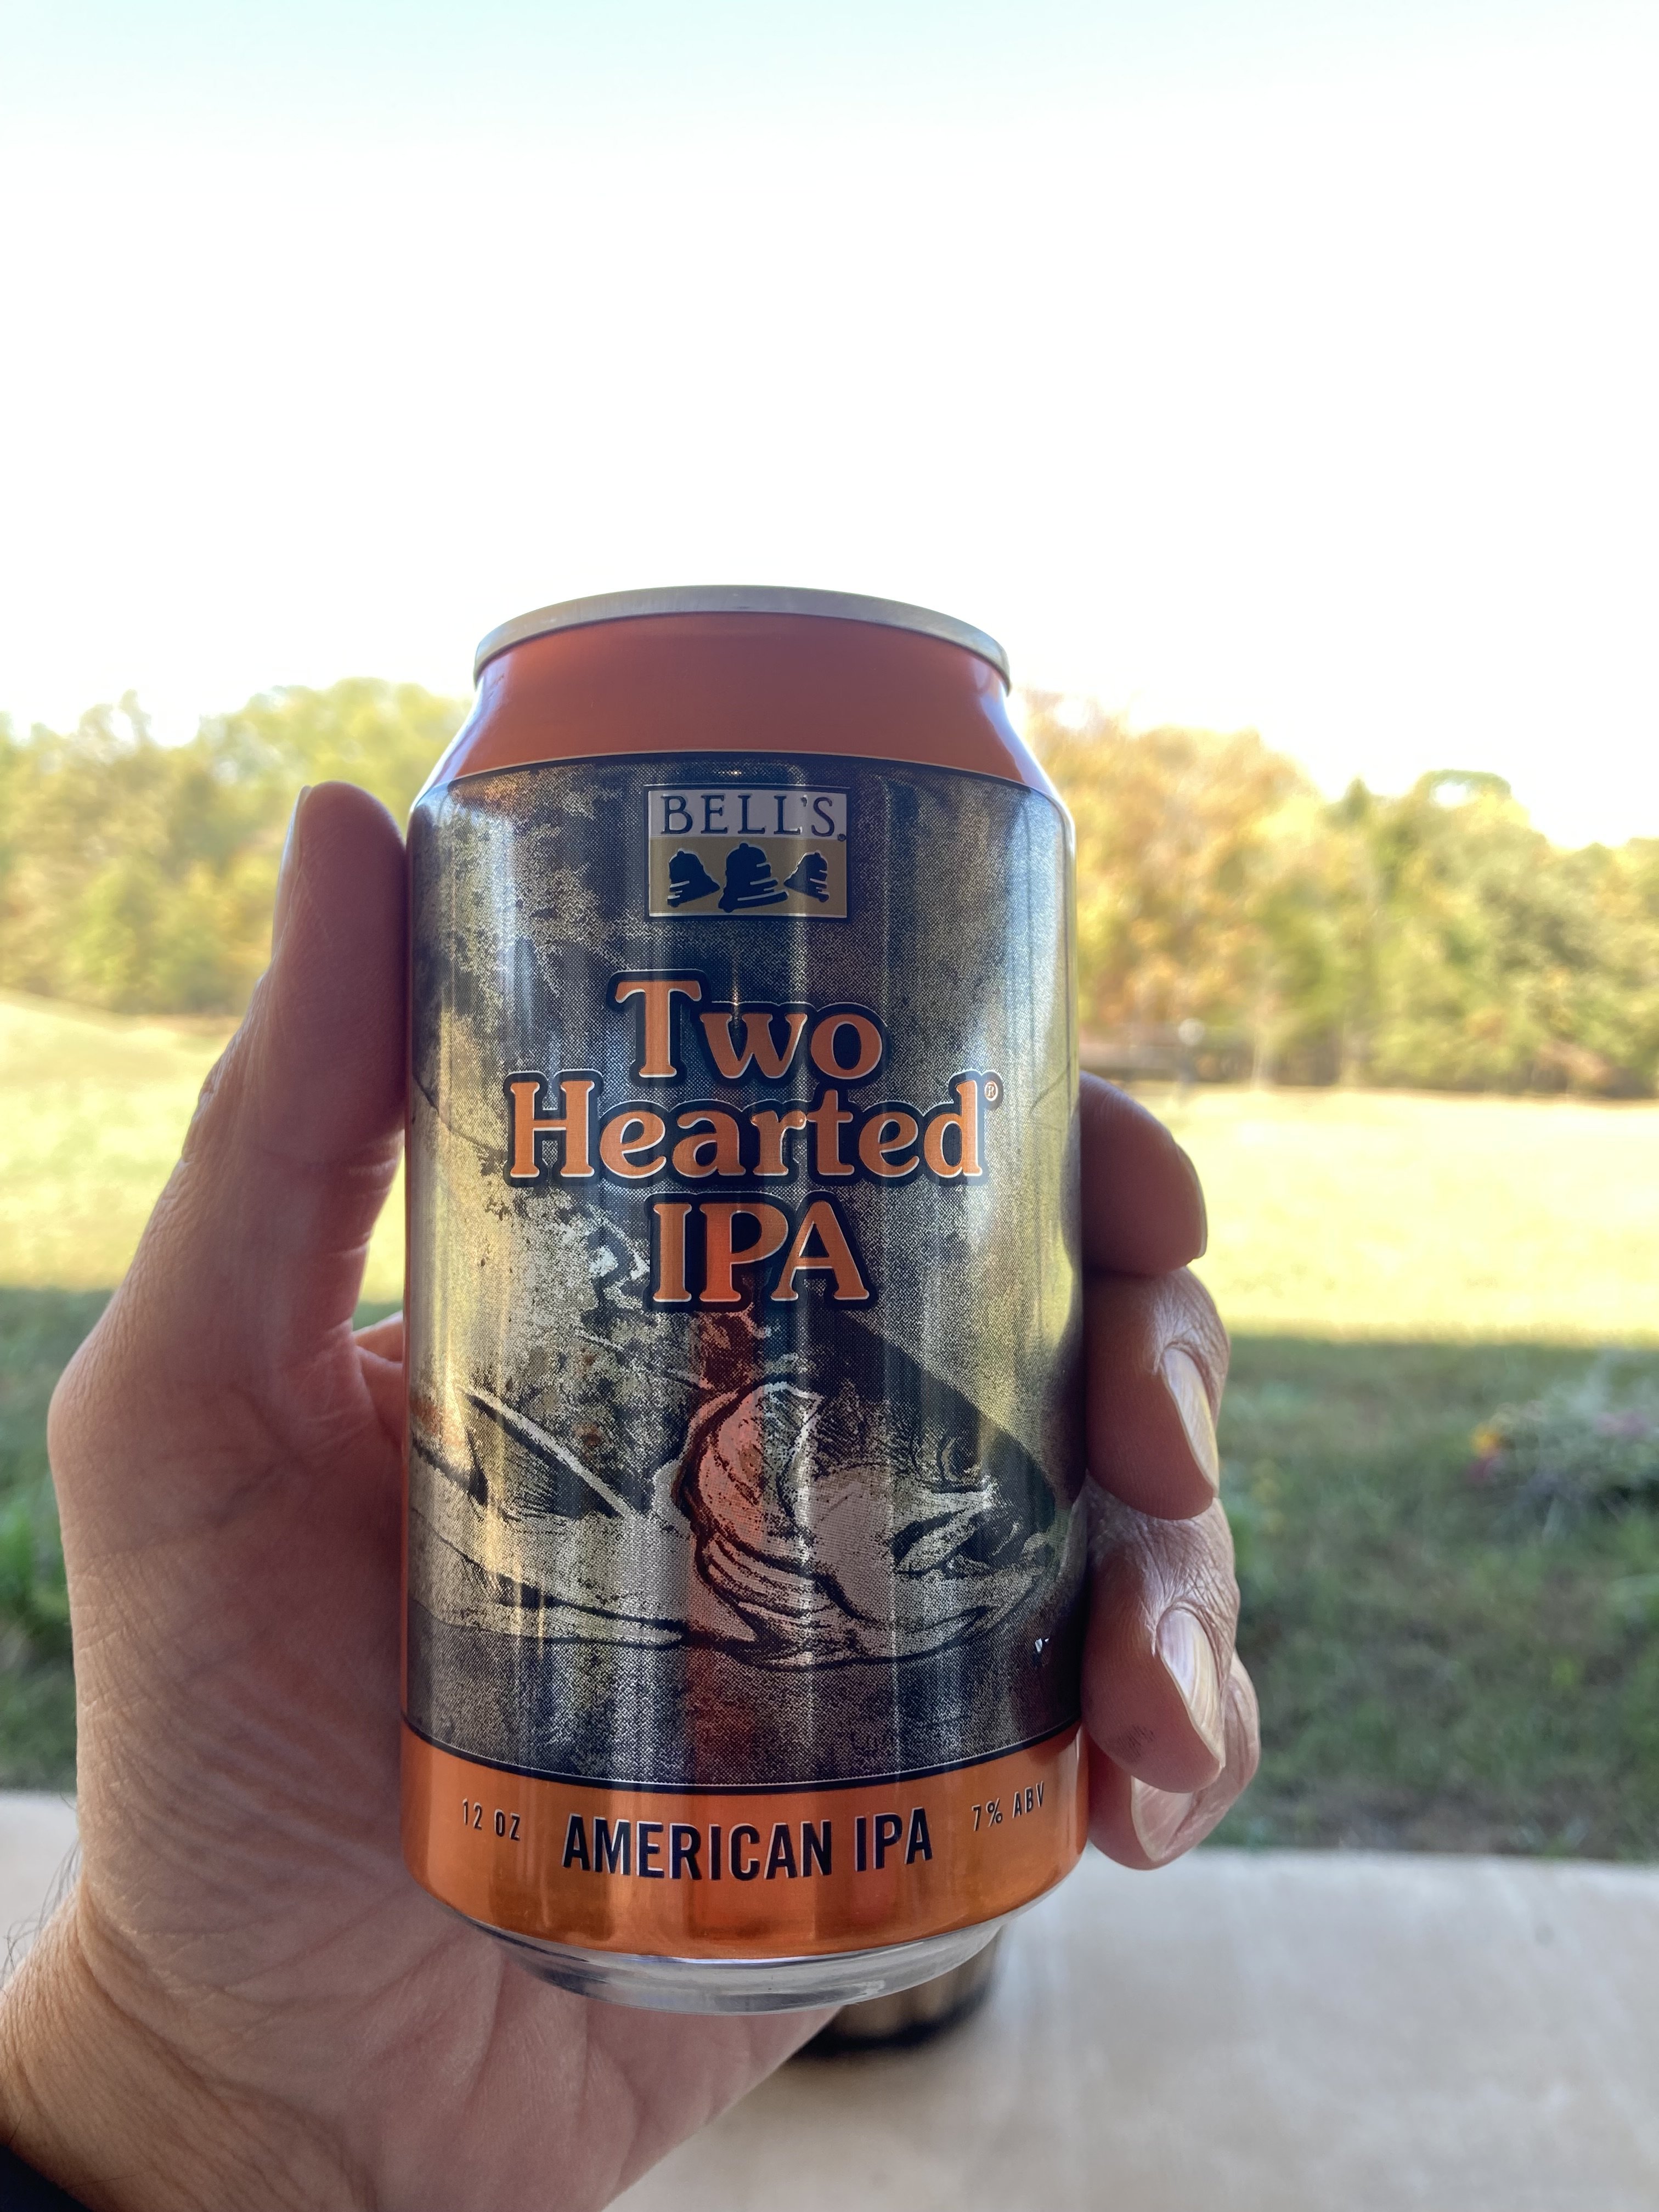 BELL'S®
Two
Hearted®
IPA
12 OZ AMERICAN IPA 7% ABV